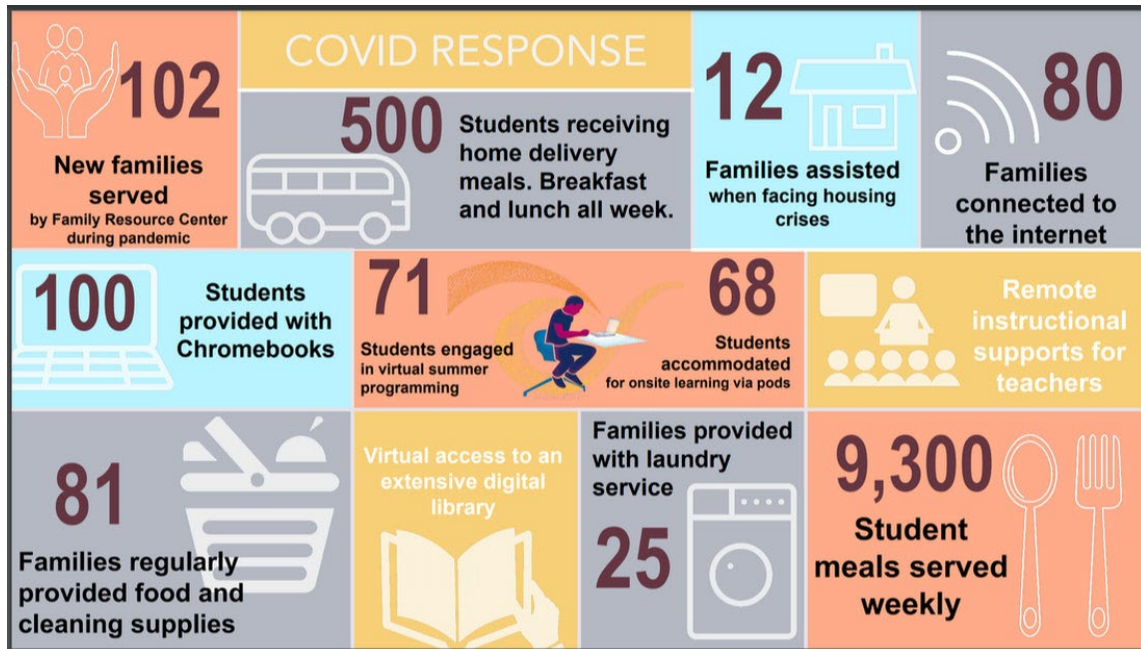 COVID RESPONSE
102
New families
served
by Family Resource Center
during pandemic
500
Students receiving
home delivery
meals. Breakfast
and lunch all week.
12
Families assisted
when facing housing
crises
80
Families
connected to
the internet
100
Students
provided with
Chromebooks
71
Students engaged
in virtual summer
programming
68
Students
accommodated
for onsite learning via pods
Remote
instructional
supports for
teachers
81
Families regularly
provided food and
cleaning supplies
Virtual access to an
extensive digital
library
Families provided
with laundry
service
25
9,300
Student
meals served
weekly